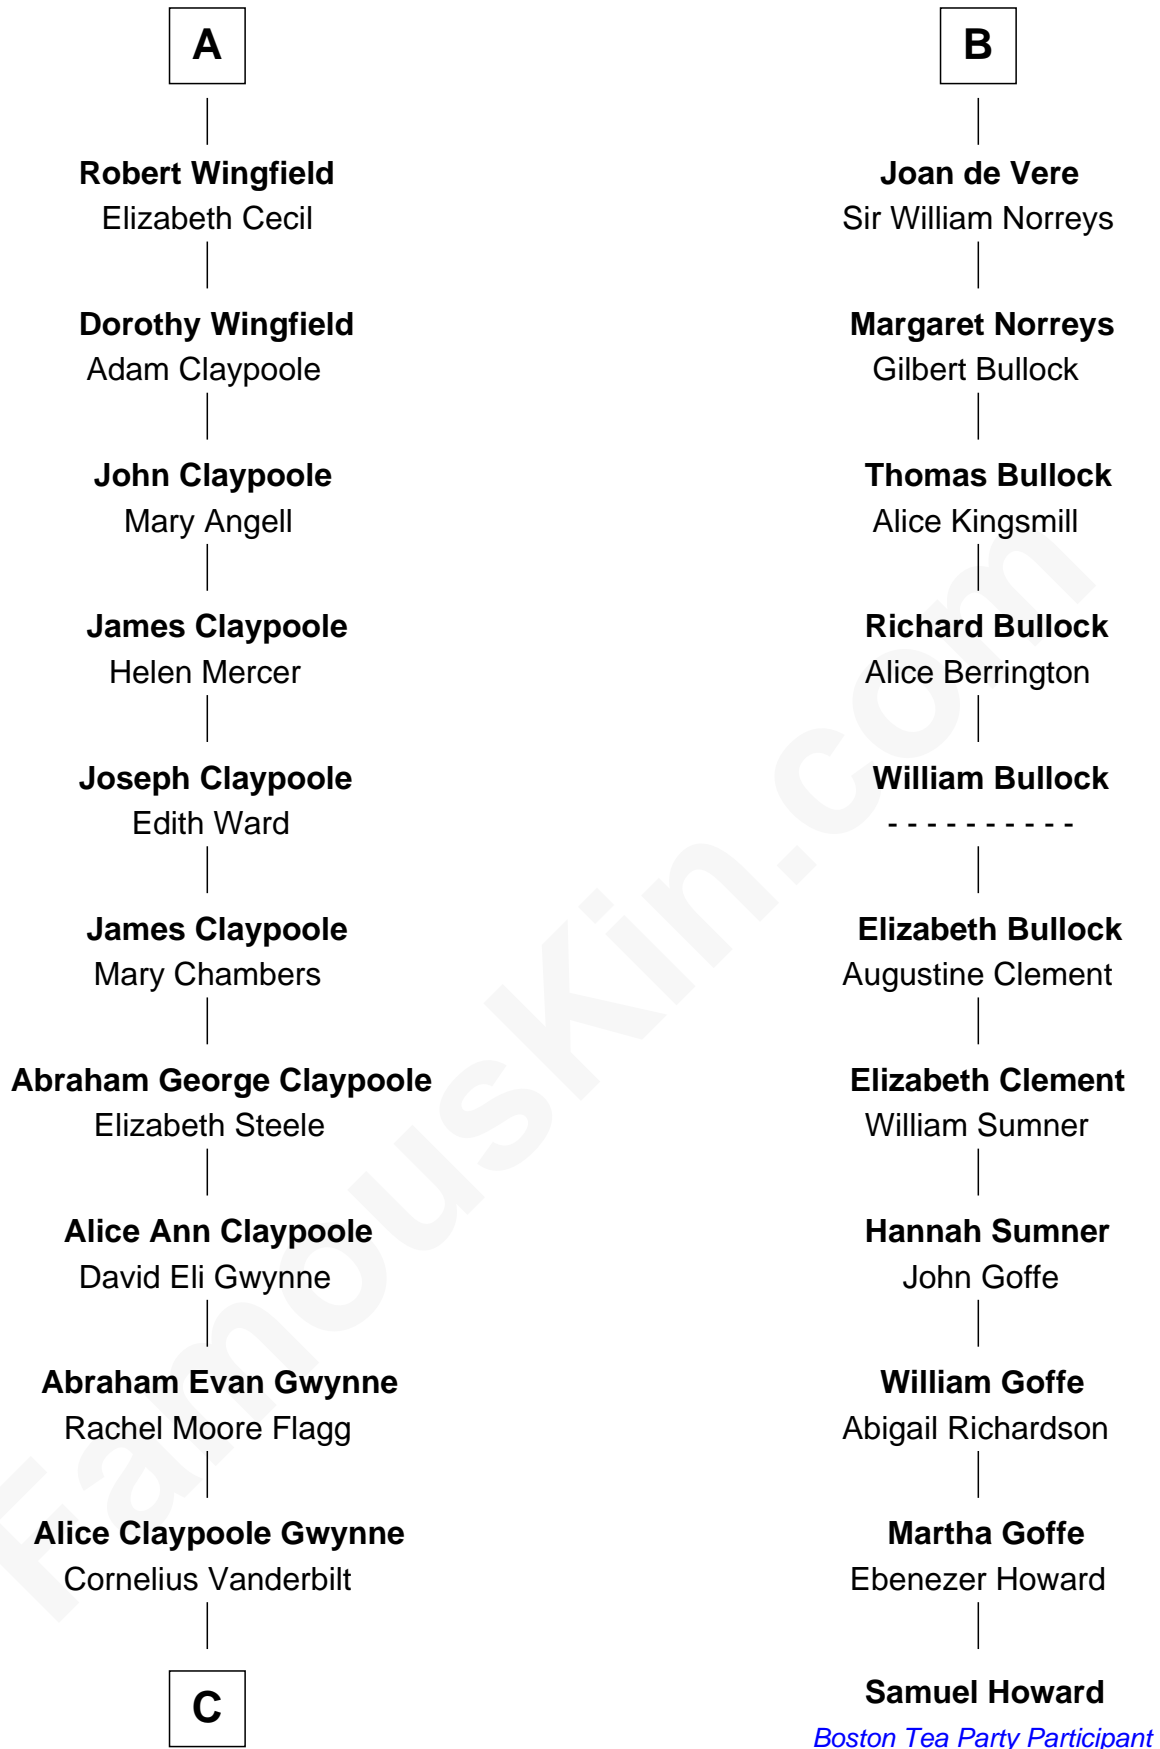 A
Robert Wingfield
Elizabeth Cecil
Dorothy Wingfield
Adam Claypoole
John Claypoole
Mary Angell
James Claypoole
Helen Mercer
Joseph Claypoole
Edith Ward
James Claypoole
Mary Chambers
Abraham George Claypoole
Elizabeth Steele
Alice Ann Claypoole
David Eli Gwynne
Abraham Evan Gwynne
Rachel Moore Flagg
Alice Claypoole Gwynne
Cornelius Vanderbilt
C
B
Joan de Vere
Sir William Norreys
Margaret Norreys
Gilbert Bullock
Thomas Bullock
Alice Kingsmill
Richard Bullock
Alice Berrington
William Bullock
- - - - - - - - - -
Elizabeth Bullock
Augustine Clement
Elizabeth Clement
William Sumner
Hannah Sumner
John Goffe
William Goffe
Abigail Richardson
Martha Goffe
Ebenezer Howard
Samuel Howard
Boston Tea Party Participant
FamousKin.com